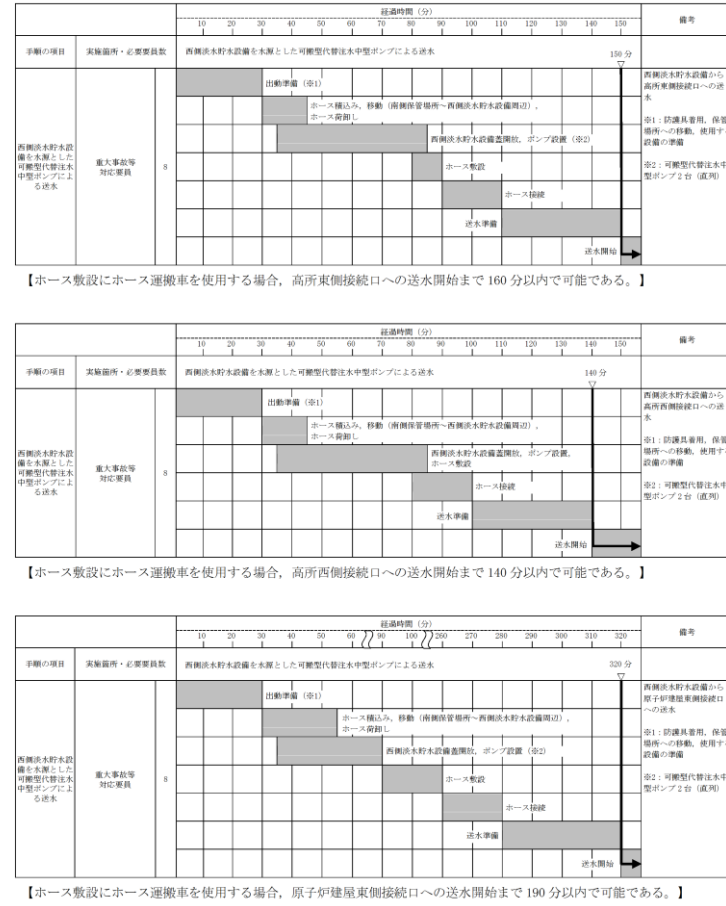 経過時間（分）
備考
10 20 30 40 50 60 70 80 90 100 110 120 130 140 150
手順の項目
実施箇所・必要要員数
西側淡水貯水設備を水源とした可搬型代替注水中型ポンプによる送水
150分
▽
西側淡水貯水設
備を水源とした
可搬型代替注水
中型ポンプによ
る送水
重大事故等
対応要員
8
出動準備（※1）
ホース積込み，移動（南側保管場所～西側淡水貯水設備周辺），
ホース荷卸し
西側淡水貯水設備蓋開放，ポンプ設置（※2）
ホース敷設
ホース接続
送水準備
送水開始
西側淡水貯水設備から
高所東側接続口への送
水
※1：防護具着用，保管
場所への移動，使用する
設備の準備
※2：可搬型代替注水中
型ポンプ2台（直列）
【ホース敷設にホース運搬車を使用する場合，高所東側接続口への送水開始まで160分以内で可能である。】
経過時間（分）
備考
10 20 30 40 50 60 70 80 90 100 110 120 130 140 150
手順の項目
実施箇所・必要要員数
西側淡水貯水設備を水源とした可搬型代替注水中型ポンプによる送水
140分
▽
西側淡水貯水設
備を水源とした
可搬型代替注水
中型ポンプによ
る送水
重大事故等
対応要員
8
出動準備（※1）
ホース積込み，移動（南側保管場所～西側淡水貯水設備周辺），
ホース荷卸し
西側淡水貯水設備蓋開放，ポンプ設置，
ホース敷設
ホース接続
送水準備
送水開始
西側淡水貯水設備から
高所西側接続口への送
水
※1：防護具着用，保管
場所への移動，使用する
設備の準備
※2：可搬型代替注水中
型ポンプ2台（直列）
【ホース敷設にホース運搬車を使用する場合，高所西側接続口への送水開始まで140分以内で可能である。】
経過時間（分）
備考
10 20 30 40 50 60 90 100 260 270 280 290 300 310 320
手順の項目
実施箇所・必要要員数
西側淡水貯水設備を水源とした可搬型代替注水中型ポンプによる送水
320分
▽
西側淡水貯水設
備を水源とした
可搬型代替注水
中型ポンプによ
る送水
重大事故等
対応要員
8
出動準備（※1）
ホース積込み，移動（南側保管場所～西側淡水貯水設備周辺），
ホース荷卸し
西側淡水貯水設備蓋開放，ポンプ設置（※2）
ホース敷設
ホース接続
送水準備
送水開始
西側淡水貯水設備から
原子炉建屋東側接続口
への送水
※1：防護具着用，保管
場所への移動，使用する
設備の準備
※2：可搬型代替注水中
型ポンプ2台（直列）
【ホース敷設にホース運搬車を使用する場合，原子炉建屋東側接続口への送水開始まで190分以内で可能である。】